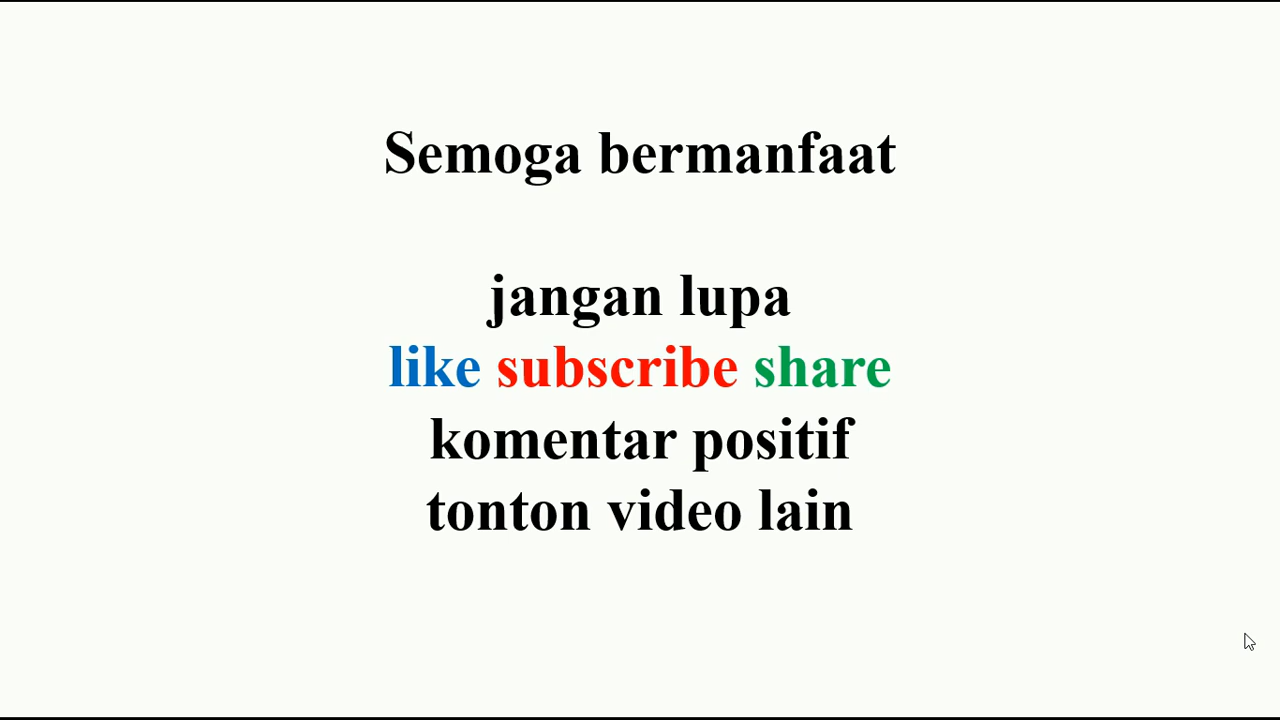 Semoga bermanfaat
jangan lupa
like subscribe share
komentar positif
tonton video lain